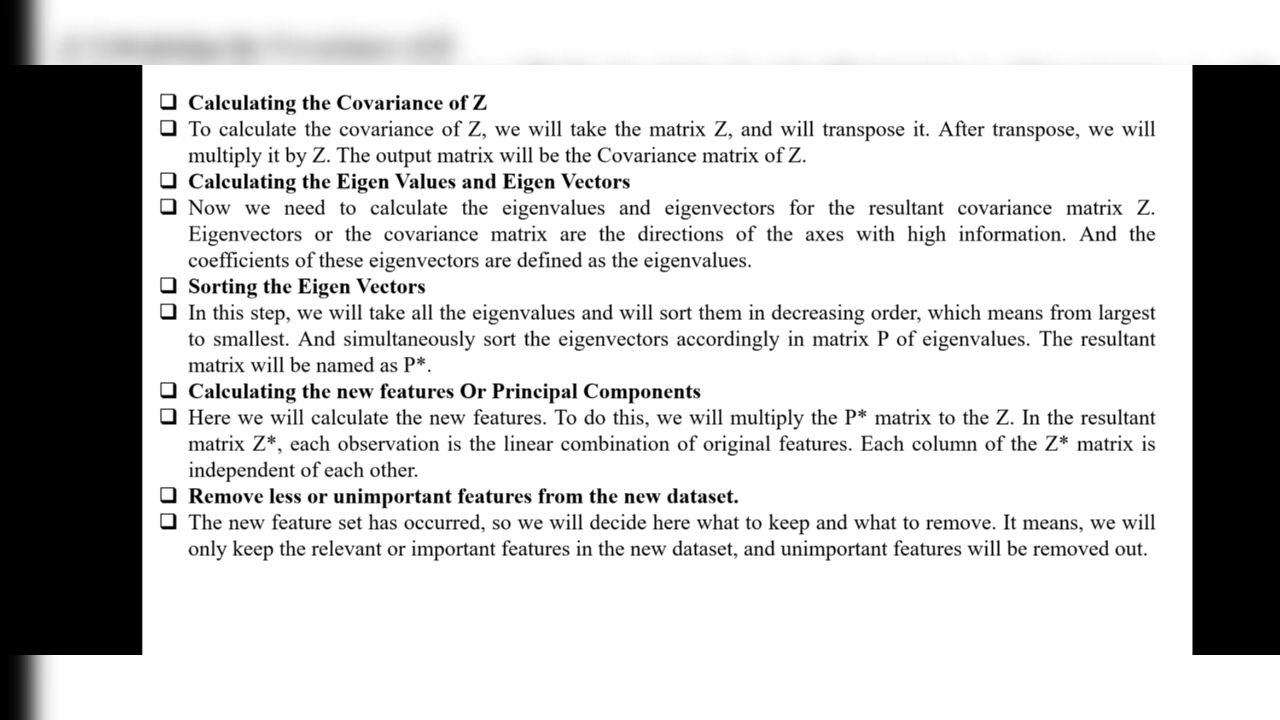 ❑ Calculating the Covariance of Z
❑ To calculate the covariance of Z, we will take the matrix Z, and will transpose it. After transpose, we will
multiply it by Z. The output matrix will be the Covariance matrix of Z.
❑ Calculating the Eigen Values and Eigen Vectors
❑ Now we need to calculate the eigenvalues and eigenvectors for the resultant covariance matrix Z.
Eigenvectors or the covariance matrix are the directions of the axes with high information. And the
coefficients of these eigenvectors are defined as the eigenvalues.
❑ Sorting the Eigen Vectors
❑ In this step, we will take all the eigenvalues and will sort them in decreasing order, which means from largest
to smallest. And simultaneously sort the eigenvectors accordingly in matrix P of eigenvalues. The resultant
matrix will be named as P*.
❑ Calculating the new features Or Principal Components
❑ Here we will calculate the new features. To do this, we will multiply the P* matrix to the Z. In the resultant
matrix Z*, each observation is the linear combination of original features. Each column of the Z* matrix is
independent of each other.
❑ Remove less or unimportant features from the new dataset.
❑ The new feature set has occurred, so we will decide here what to keep and what to remove. It means, we will
only keep the relevant or important features in the new dataset, and unimportant features will be removed out.